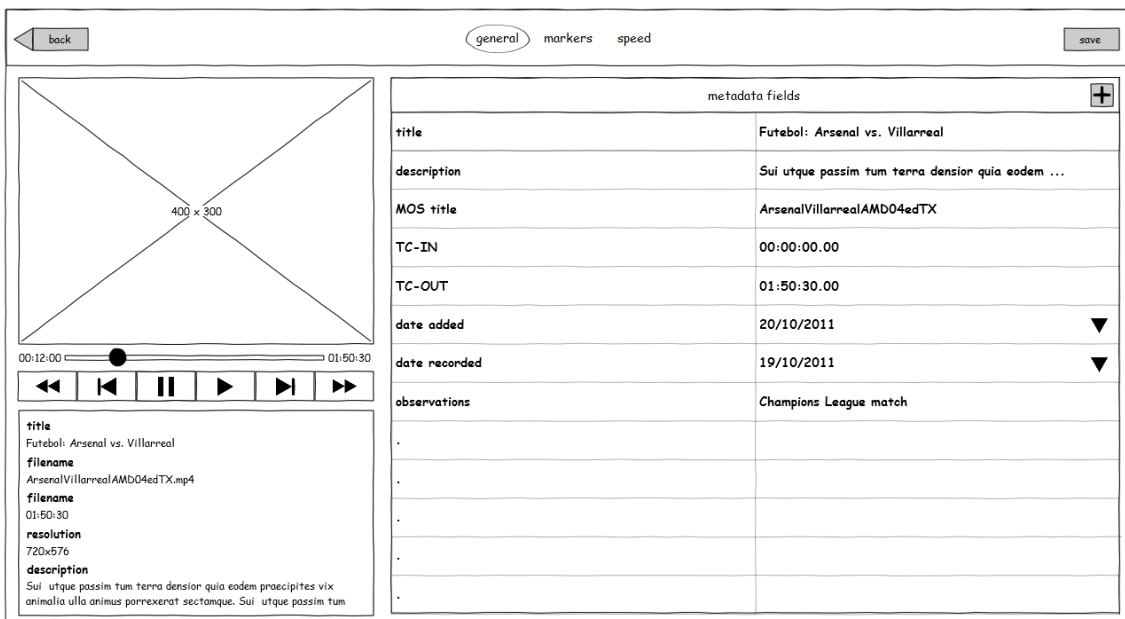 back
general markers speed
save
400 x 300
00:12:00 01:50:30
title
Futebol: Arsenal vs. Villarreal
filename
ArsenalVillarrealAMD04edTX.mp4
filename
01:50:30
resolution
720x576
description
Sui utque passim tum terra densior quia eodem praecipites vix
animalia ulla animus porrexerat sectamque. Sui utque passim tum
metadata fields
title Futebol: Arsenal vs. Villarreal
description Sui utque passim tum terra densior quia eodem ...
MOS title ArsenalVillarrealAMD04edTX
TC-IN 00:00:00.00
TC-OUT 01:50:30.00
date added 20/10/2011
date recorded 19/10/2011
observations Champions League match
.
.
.
.
.